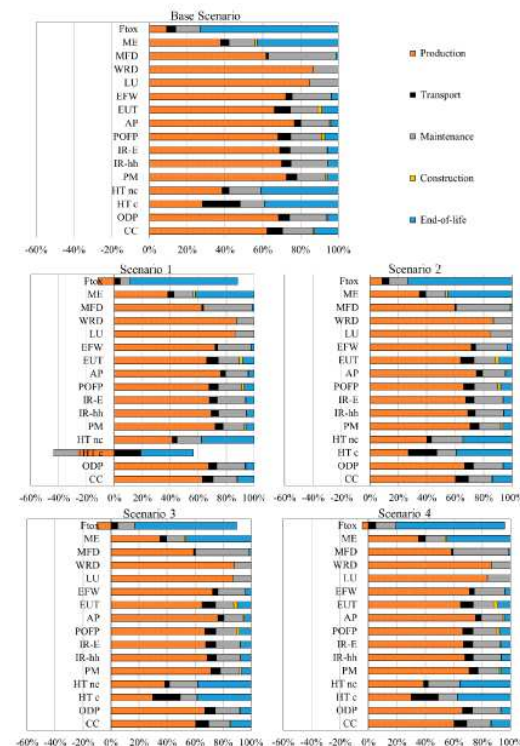 Base Scenario
Ftox
ME
MFD
WRD
LU
EFW
EUT
AP
POFP
IR-E
IR-hh
PM
HT nc
HT c
ODP
CC
-60% -40% -20% 0% 20% 40% 60% 80% 100%
Production
Transport
Maintenance
Construction
End-of-life
Scenario 1
Ftox
ME
MFD
WRD
LU
EFW
EUT
AP
POFP
IR-E
IR-hh
PM
HT nc
HT c
ODP
CC
-60% -40% -20% 0% 20% 40% 60% 80% 100%
Scenario 2
Ftox
ME
MFD
WRD
LU
EFW
EUT
AP
POFP
IR-E
IR-hh
PM
HT nc
HT c
ODP
CC
-60% -40% -20% 0% 20% 40% 60% 80% 100%
Scenario 3
Ftox
ME
MFD
WRD
LU
EFW
EUT
AP
POFP
IR-E
IR-hh
PM
HT nc
HT c
ODP
CC
-60% -40% -20% 0% 20% 40% 60% 80% 100%
Scenario 4
Ftox
ME
MFD
WRD
LU
EFW
EUT
AP
POFP
IR-E
IR-hh
PM
HT nc
HT c
ODP
CC
-60% -40% -20% 0% 20% 40% 60% 80% 100%